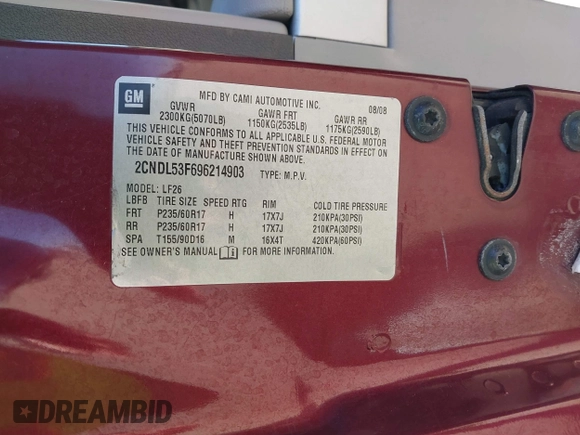 GM
MFD BY CAMI AUTOMOTIVE INC. 08/08
GVWR GAWR FRT GAWR RR
2300KG(5070LB) 1150KG(2535LB) 1175KG(2590LB)
THIS VEHICLE CONFORMS TO ALL APPLICABLE U.S. FEDERAL MOTOR
VEHICLE SAFETY AND THEFT PREVENTION STANDARDS IN EFFECT ON
THE DATE OF MANUFACTURE SHOWN ABOVE.
2CNDL53F696214903 TYPE: M.P.V.
MODEL: LF26
LBFB TIRE SIZE SPEED RTG RIM COLD TIRE PRESSURE
FRT P235/60R17 H 17X7J 210KPA(30PSI)
RR P235/60R17 H 17X7J 210KPA(30PSI)
SPA T155/90D16 M 16X4T 420KPA(60PSI)
SEE OWNER'S MANUAL FOR MORE INFORMATION.
DREAMBID